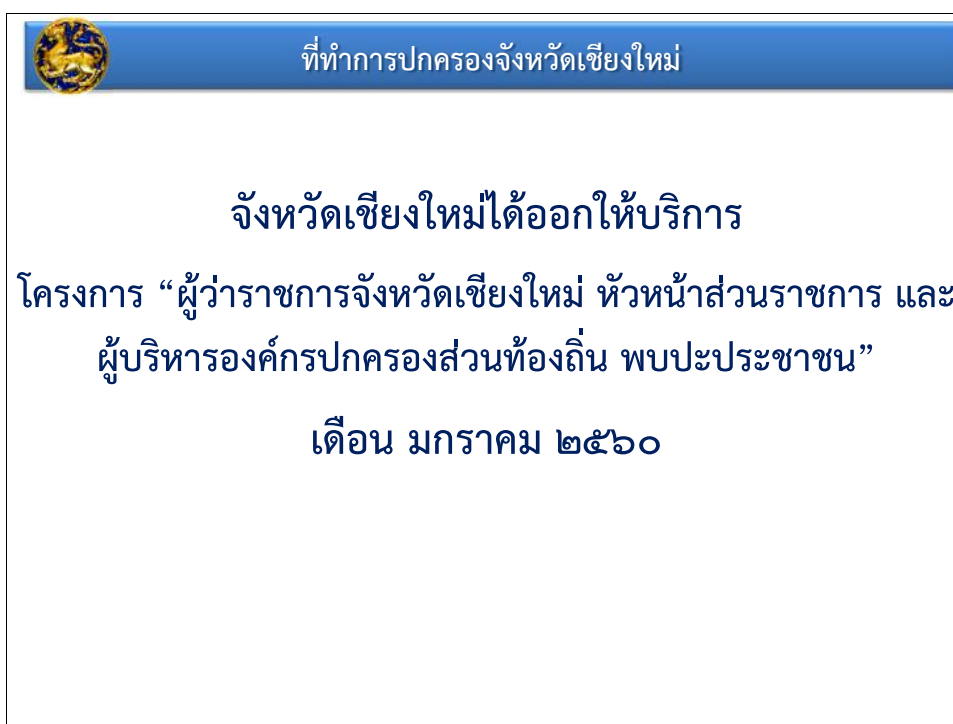 ที่ทำการปกครองจังหวัดเชียงใหม่
จังหวัดเชียงใหม่ได้ออกให้บริการ
โครงการ “ผู้ว่าราชการจังหวัดเชียงใหม่ หัวหน้าส่วนราชการ และ
ผู้บริหารองค์กรปกครองส่วนท้องถิ่น พบปะประชาชน”
เดือน มกราคม ๒๕๖๐